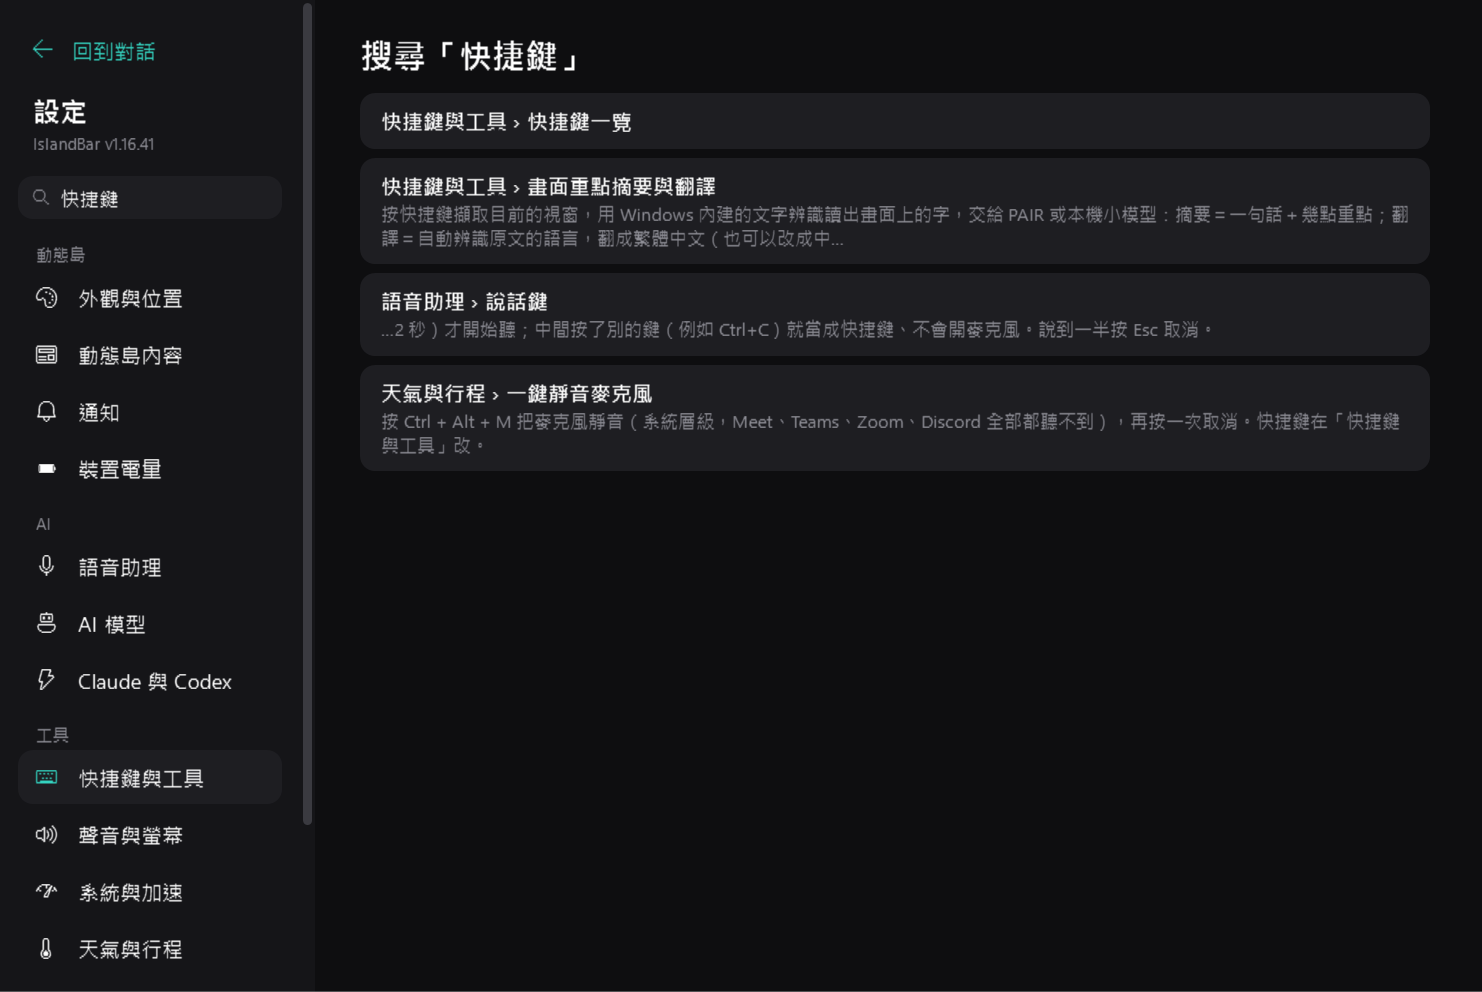 回到對話
設定
IslandBar v1.16.41
快捷鍵
動態島
外觀與位置
動態島內容
通知
裝置電量
AI
語音助理
AI 模型
Claude 與 Codex
工具
快捷鍵與工具
聲音與螢幕
系統與加速
天氣與行程
搜尋「快捷鍵」
快捷鍵與工具 › 快捷鍵一覽
快捷鍵與工具 › 畫面重點摘要與翻譯
按快捷鍵擷取目前的視窗，用 Windows 內建的文字辨識讀出畫面上的字，交給 PAIR 或本機小模型：摘要＝一句話＋幾點重點；翻
譯＝自動辨識原文的語言，翻成繁體中文（也可以改成中...
語音助理 › 說話鍵
...2 秒）才開始聽；中間按了別的鍵（例如 Ctrl+C）就當成快捷鍵、不會開麥克風。說到一半按 Esc 取消。
天氣與行程 › 一鍵靜音麥克風
按 Ctrl + Alt + M 把麥克風靜音（系統層級，Meet、Teams、Zoom、Discord 全部都聽不到），再按一次取消。快捷鍵在「快捷鍵
與工具」改。